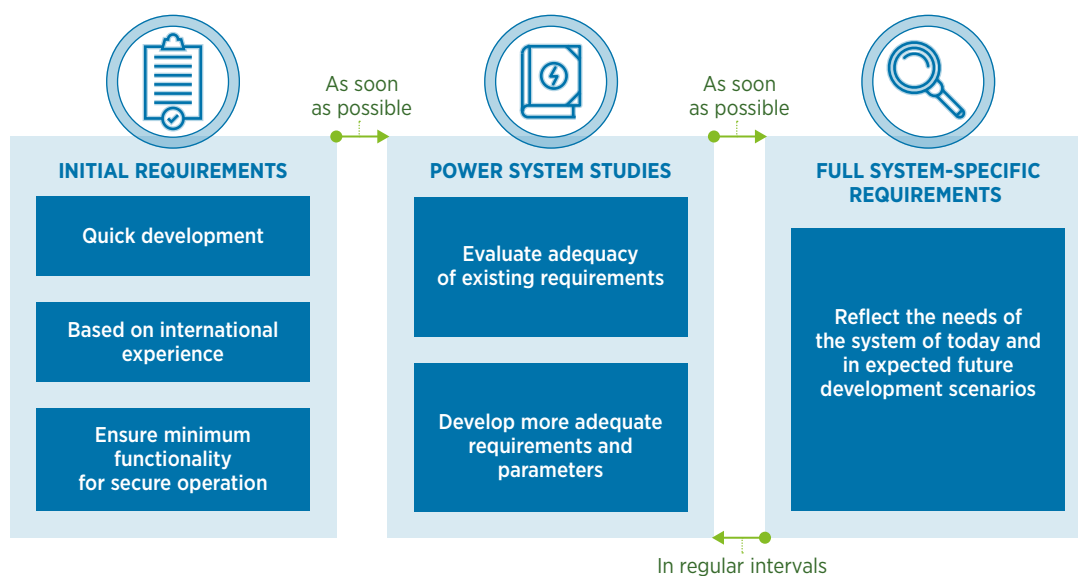 As soon
as possible
As soon
as possible
INITIAL REQUIREMENTS
Quick development
Based on international
experience
Ensure minimum
functionality
for secure operation
POWER SYSTEM STUDIES
Evaluate adequacy
of existing requirements
Develop more adequate
requirements and
parameters
FULL SYSTEM-SPECIFIC
REQUIREMENTS
Reflect the needs of
the system of today and
in expected future
development scenarios
In regular intervals